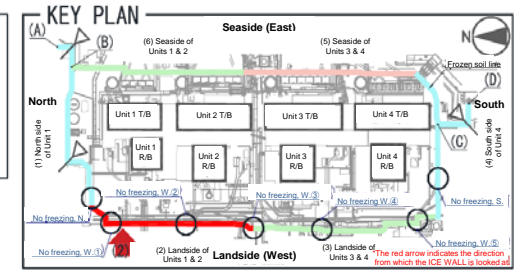 KEY PLAN
Seaside (East)
N
(A)
(B)
(6) Seaside of
Units 1 & 2
(5) Seaside of
Units 3 & 4
Frozen soil line
(D)
North
(1) North side
of Unit 1
Unit 1 T/B
Unit 2 T/B
Unit 3 T/B
Unit 4 T/B
South
(4) South side
of Unit 4
(C)
Unit 1
R/B
Unit 2
R/B
Unit 3
R/B
Unit 4
R/B
No freezing, W.②
No freezing, W.③
No freezing, W.④
No freezing, S.
No freezing, N.
No freezing, W.①
(2)
(2) Landside of
Units 1 & 2
Landside (West)
(3) Landside of
Units 3 & 4
No freezing, W.⑤
*The red arrow indicates the direction
from which the ICE WALL is looked at.